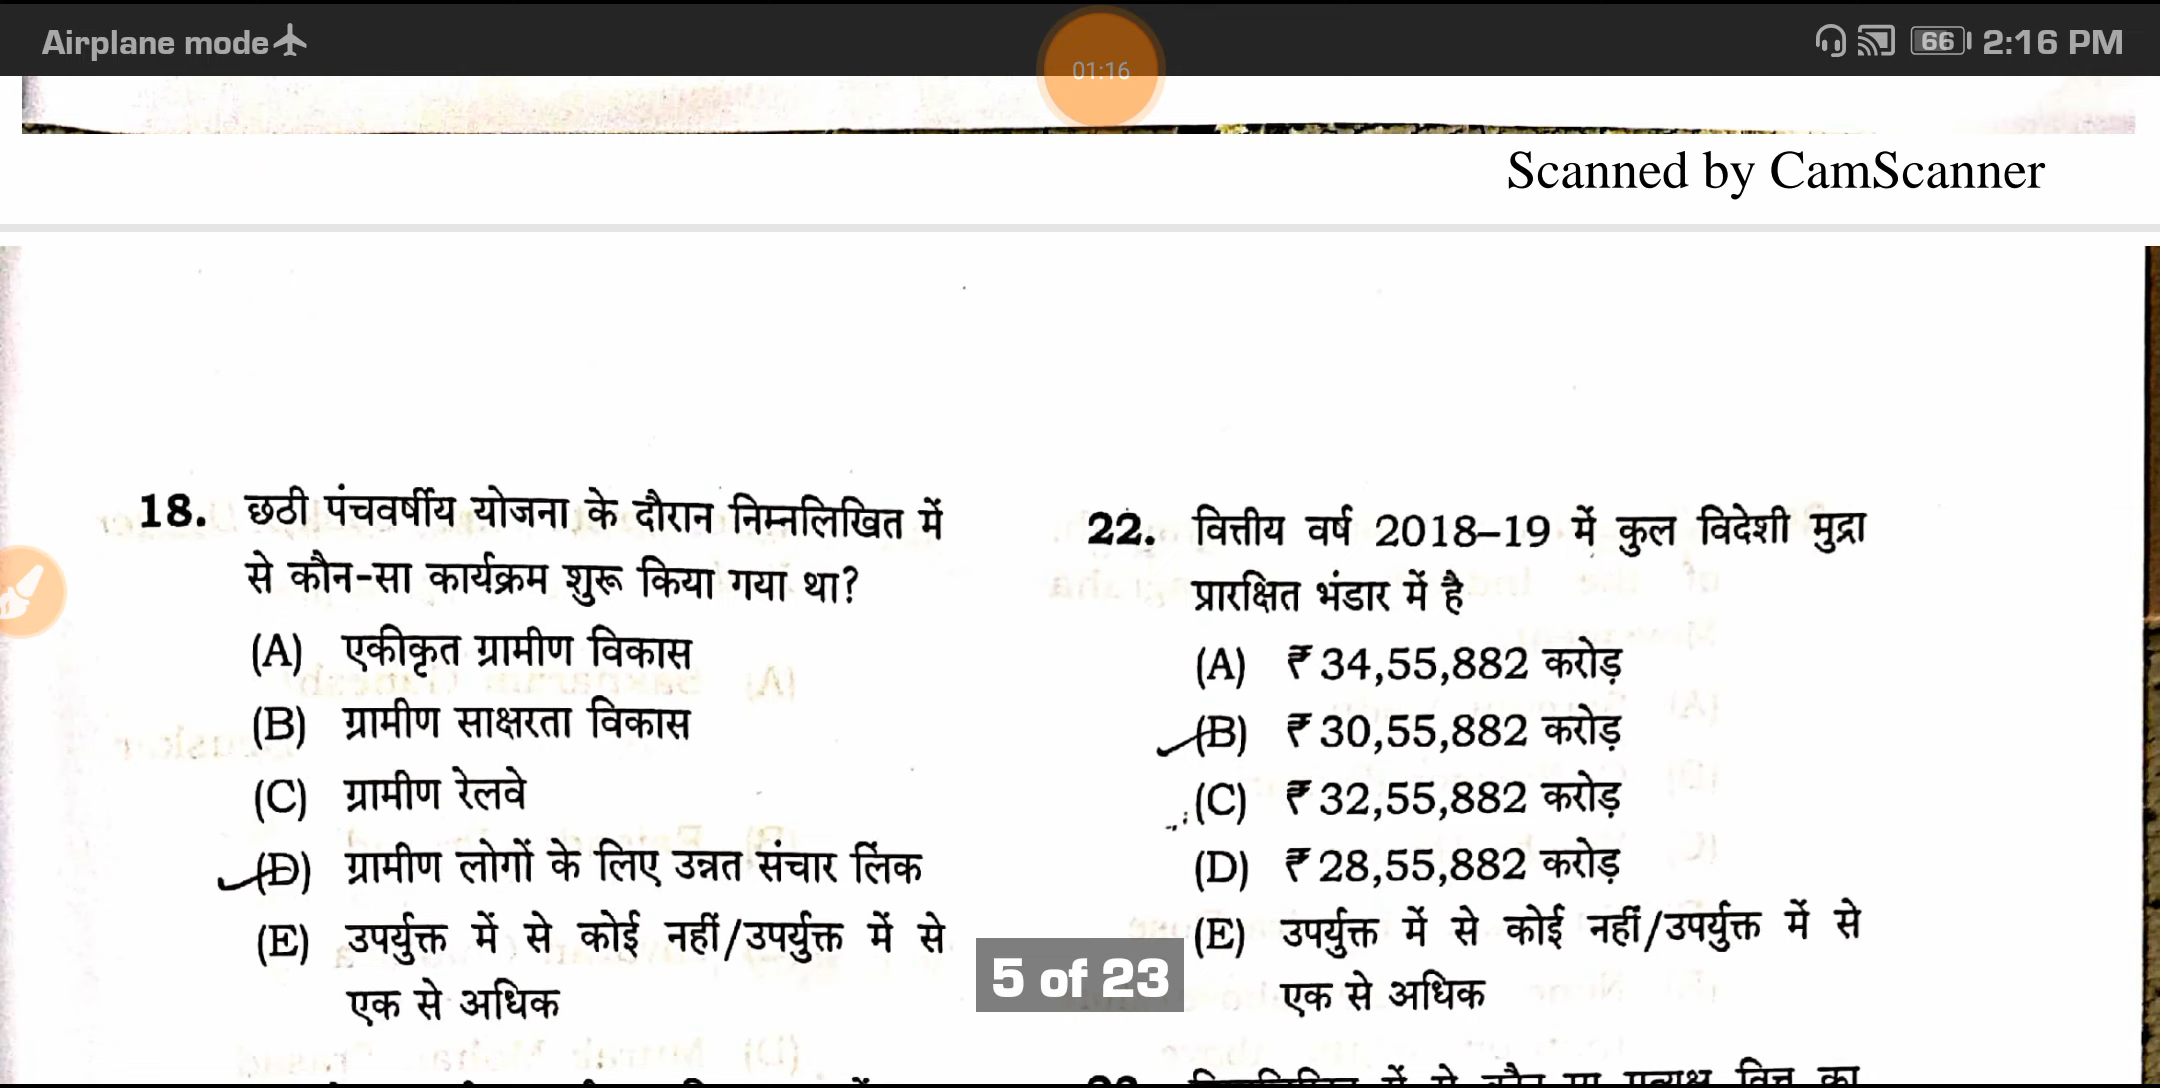 Airplane mode
01:16
66 2:16 PM
Scanned by CamScanner
18. छठी पंचवर्षीय योजना के दौरान निम्नलिखित में
से कौन-सा कार्यक्रम शुरू किया गया था?
(A) एकीकृत ग्रामीण विकास
(B) ग्रामीण साक्षरता विकास
(C) ग्रामीण रेलवे
(D) ग्रामीण लोगों के लिए उन्नत संचार लिंक
(E) उपर्युक्त में से कोई नहीं/उपर्युक्त में से
एक से अधिक
22. वित्तीय वर्ष 2018–19 में कुल विदेशी मुद्रा
प्रारक्षित भंडार में है
(A) ₹ 34,55,882 करोड़
(B) ₹ 30,55,882 करोड़
(C) ₹ 32,55,882 करोड़
(D) ₹ 28,55,882 करोड़
(E) उपर्युक्त में से कोई नहीं/उपर्युक्त में से
एक से अधिक
5 of 23